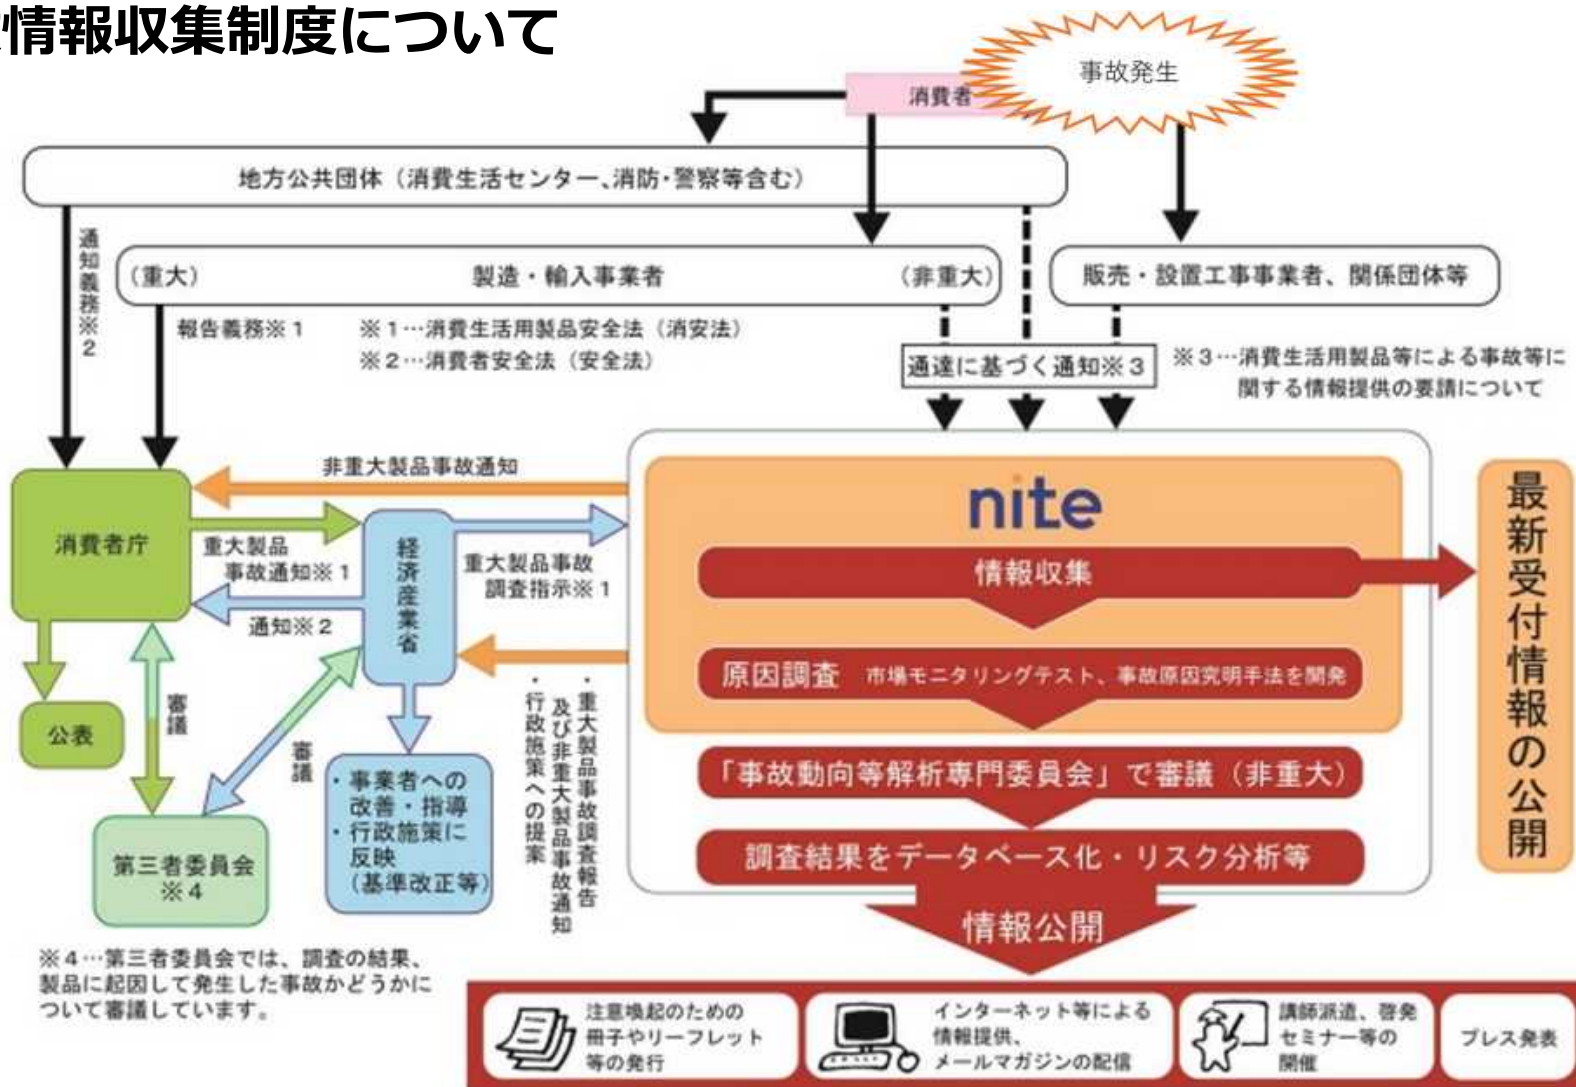 情報収集制度について
事故発生
消費者
地方公共団体（消費生活センター、消防・警察等含む）
通知義務※2
（重大）
製造・輸入事業者
（非重大）
販売・設置工事事業者、関係団体等
報告義務※1
※1…消費生活用製品安全法（消安法）
※2…消費者安全法（安全法）
通達に基づく通知※3
※3…消費生活用製品等による事故等に
関する情報提供の要請について
非重大製品事故通知
消費者庁
重大製品
事故通知※1
通知※2
経済産業省
重大製品事故
調査指示※1
nite
情報収集
原因調査 市場モニタリングテスト、事故原因究明手法を開発
「事故動向等解析専門委員会」で審議（非重大）
調査結果をデータベース化・リスク分析等
最新受付情報の公開
公表
審議
審議
・事業者への
改善・指導
・行政施策に
反映
（基準改正等）
・重大製品事故調査報告
及び非重大製品事故通知
・行政施策への提案
第三者委員会
※4
※4…第三者委員会では、調査の結果、
製品に起因して発生した事故かどうかに
ついて審議しています。
情報公開
注意喚起のための
冊子やリーフレット
等の発行
インターネット等による
情報提供、
メールマガジンの配信
講師派遣、啓発
セミナー等の
開催
プレス発表